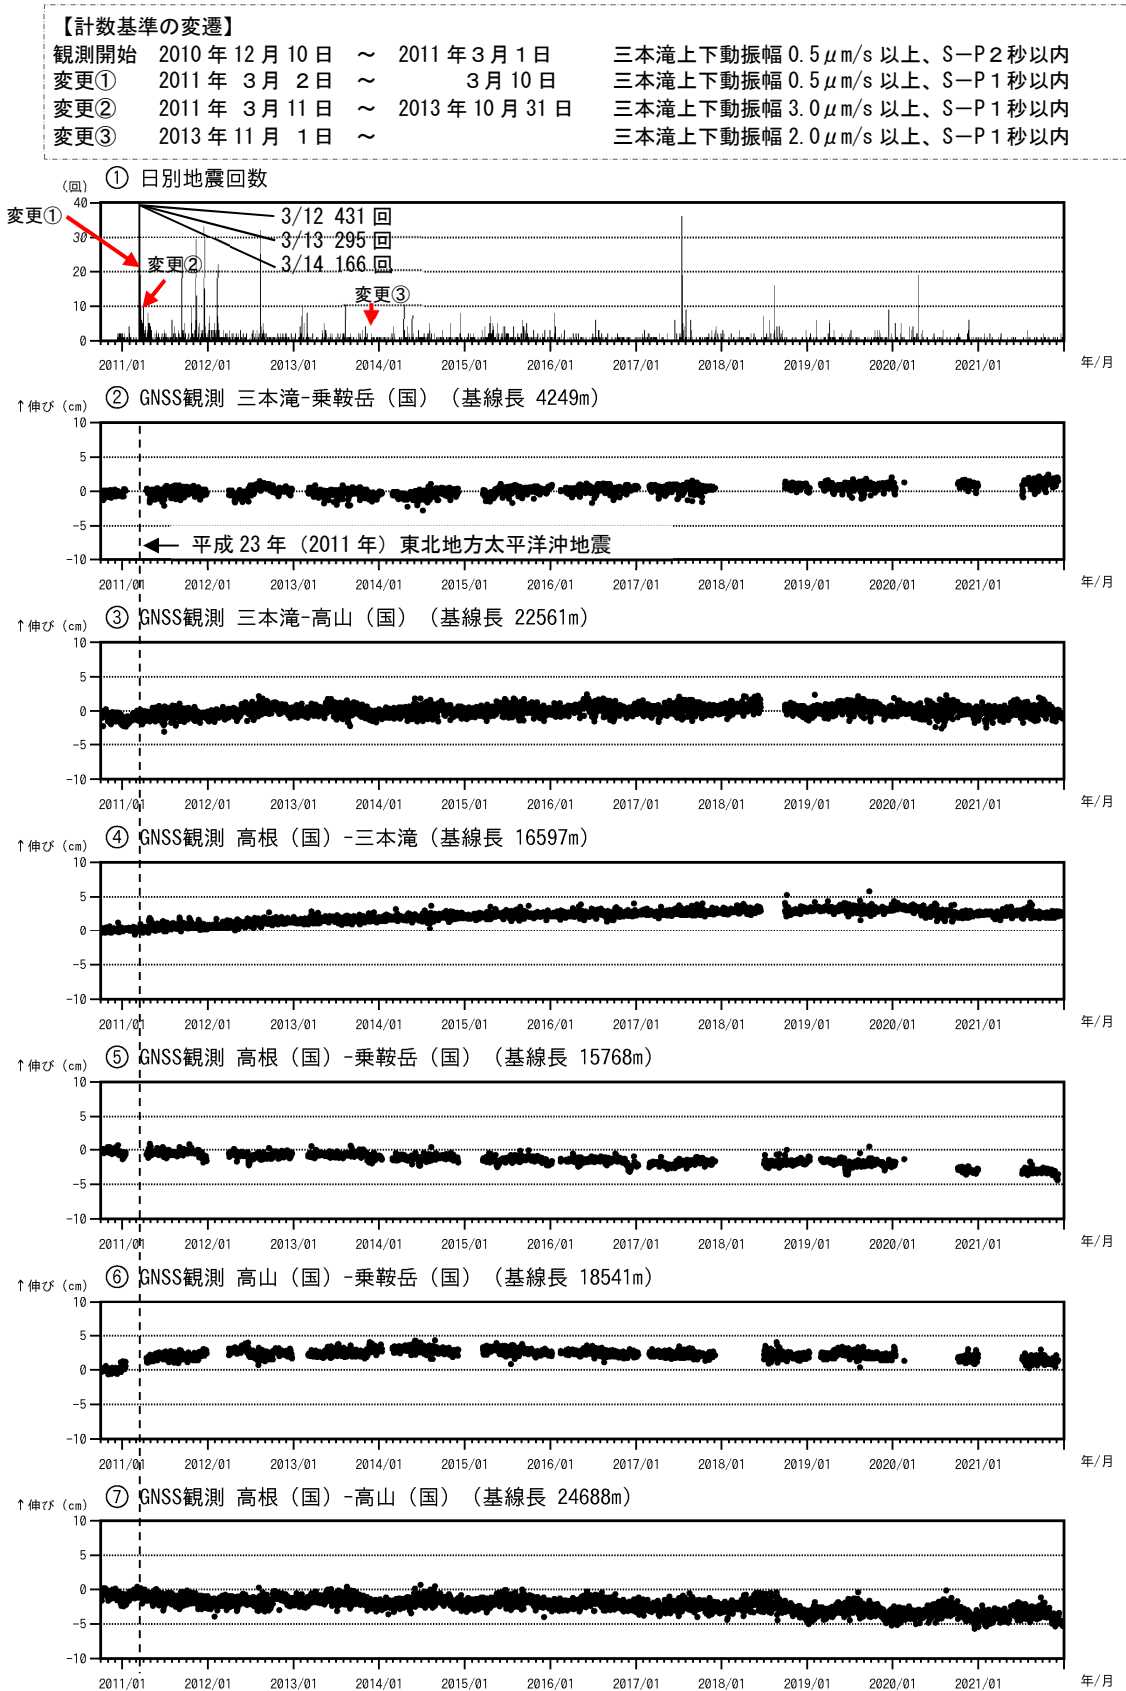 【計数基準の変遷】
観測開始 2010年12月10日 ～ 2011年3月1日 三本滝上下動振幅0.5μm/s以上、S－P2秒以内
変更① 2011年 3月 2日 ～ 3月10日 三本滝上下動振幅0.5μm/s以上、S－P1秒以内
変更② 2011年 3月11日 ～ 2013年10月31日 三本滝上下動振幅3.0μm/s以上、S－P1秒以内
変更③ 2013年11月 1日 ～ 三本滝上下動振幅2.0μm/s以上、S－P1秒以内
① 日別地震回数
(回)
40
30
20
10
0
変更①
変更②
変更③
3/12 431回
3/13 295回
3/14 166回
2011/01 2012/01 2013/01 2014/01 2015/01 2016/01 2017/01 2018/01 2019/01 2020/01 2021/01 年/月
② GNSS観測 三本滝-乗鞍岳（国）（基線長 4249m）
↑伸び（cm）
10
5
0
-5
-10
平成23年（2011年）東北地方太平洋沖地震
2011/01 2012/01 2013/01 2014/01 2015/01 2016/01 2017/01 2018/01 2019/01 2020/01 2021/01 年/月
③ GNSS観測 三本滝-高山（国）（基線長 22561m）
↑伸び（cm）
10
5
0
-5
-10
2011/01 2012/01 2013/01 2014/01 2015/01 2016/01 2017/01 2018/01 2019/01 2020/01 2021/01 年/月
④ GNSS観測 高根（国）-三本滝（基線長 16597m）
↑伸び（cm）
10
5
0
-5
-10
2011/01 2012/01 2013/01 2014/01 2015/01 2016/01 2017/01 2018/01 2019/01 2020/01 2021/01 年/月
⑤ GNSS観測 高根（国）-乗鞍岳（国）（基線長 15768m）
↑伸び（cm）
10
5
0
-5
-10
2011/01 2012/01 2013/01 2014/01 2015/01 2016/01 2017/01 2018/01 2019/01 2020/01 2021/01 年/月
⑥ GNSS観測 高山（国）-乗鞍岳（国）（基線長 18541m）
↑伸び（cm）
10
5
0
-5
-10
2011/01 2012/01 2013/01 2014/01 2015/01 2016/01 2017/01 2018/01 2019/01 2020/01 2021/01 年/月
⑦ GNSS観測 高根（国）-高山（国）（基線長 24688m）
↑伸び（cm）
10
5
0
-5
-10
2011/01 2012/01 2013/01 2014/01 2015/01 2016/01 2017/01 2018/01 2019/01 2020/01 2021/01 年/月